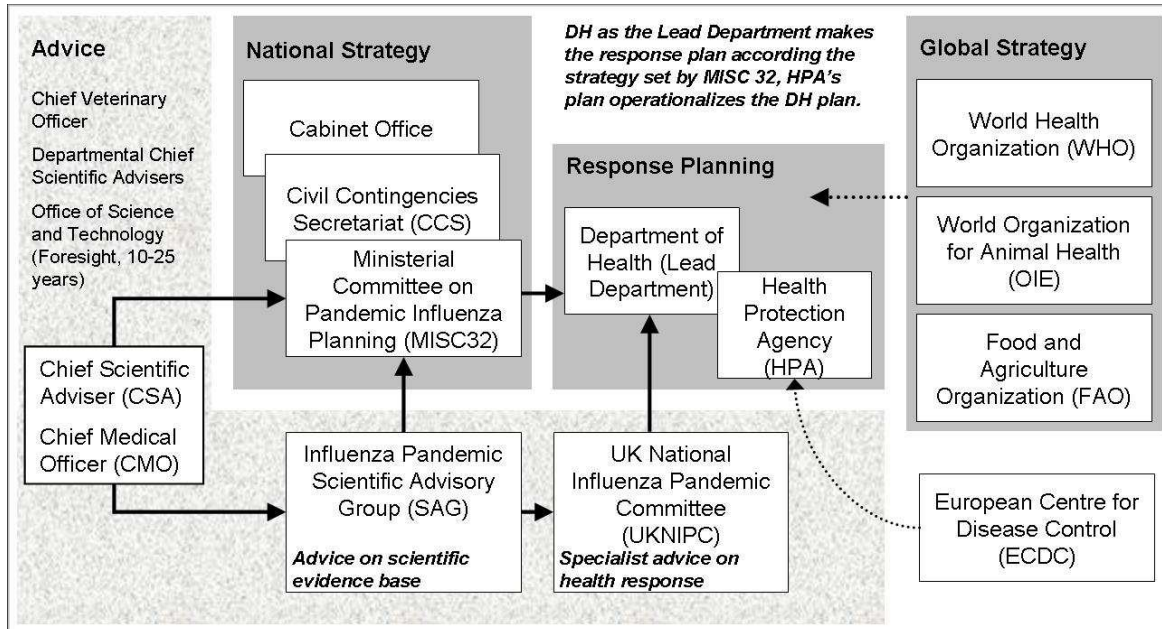 Advice
Chief Veterinary
Officer
Departmental Chief
Scientific Advisers
Office of Science
and Technology
(Foresight, 10-25
years)
Chief Scientific
Adviser (CSA)
Chief Medical
Officer (CMO)
National Strategy
Cabinet Office
Civil Contingencies
Secretariat (CCS)
Ministerial
Committee on
Pandemic Influenza
Planning (MISC32)
DH as the Lead Department makes
the response plan according the
strategy set by MISC 32, HPA's
plan operationalizes the DH plan.
Response Planning
Department of
Health (Lead
Department)
Health
Protection
Agency
(HPA)
Global Strategy
World Health
Organization (WHO)
World Organization
for Animal Health
(OIE)
Food and
Agriculture
Organization (FAO)
Influenza Pandemic
Scientific Advisory
Group (SAG)
Advice on scientific
evidence base
UK National
Influenza Pandemic
Committee
(UKNIPC)
Specialist advice on
health response
European Centre for
Disease Control
(ECDC)